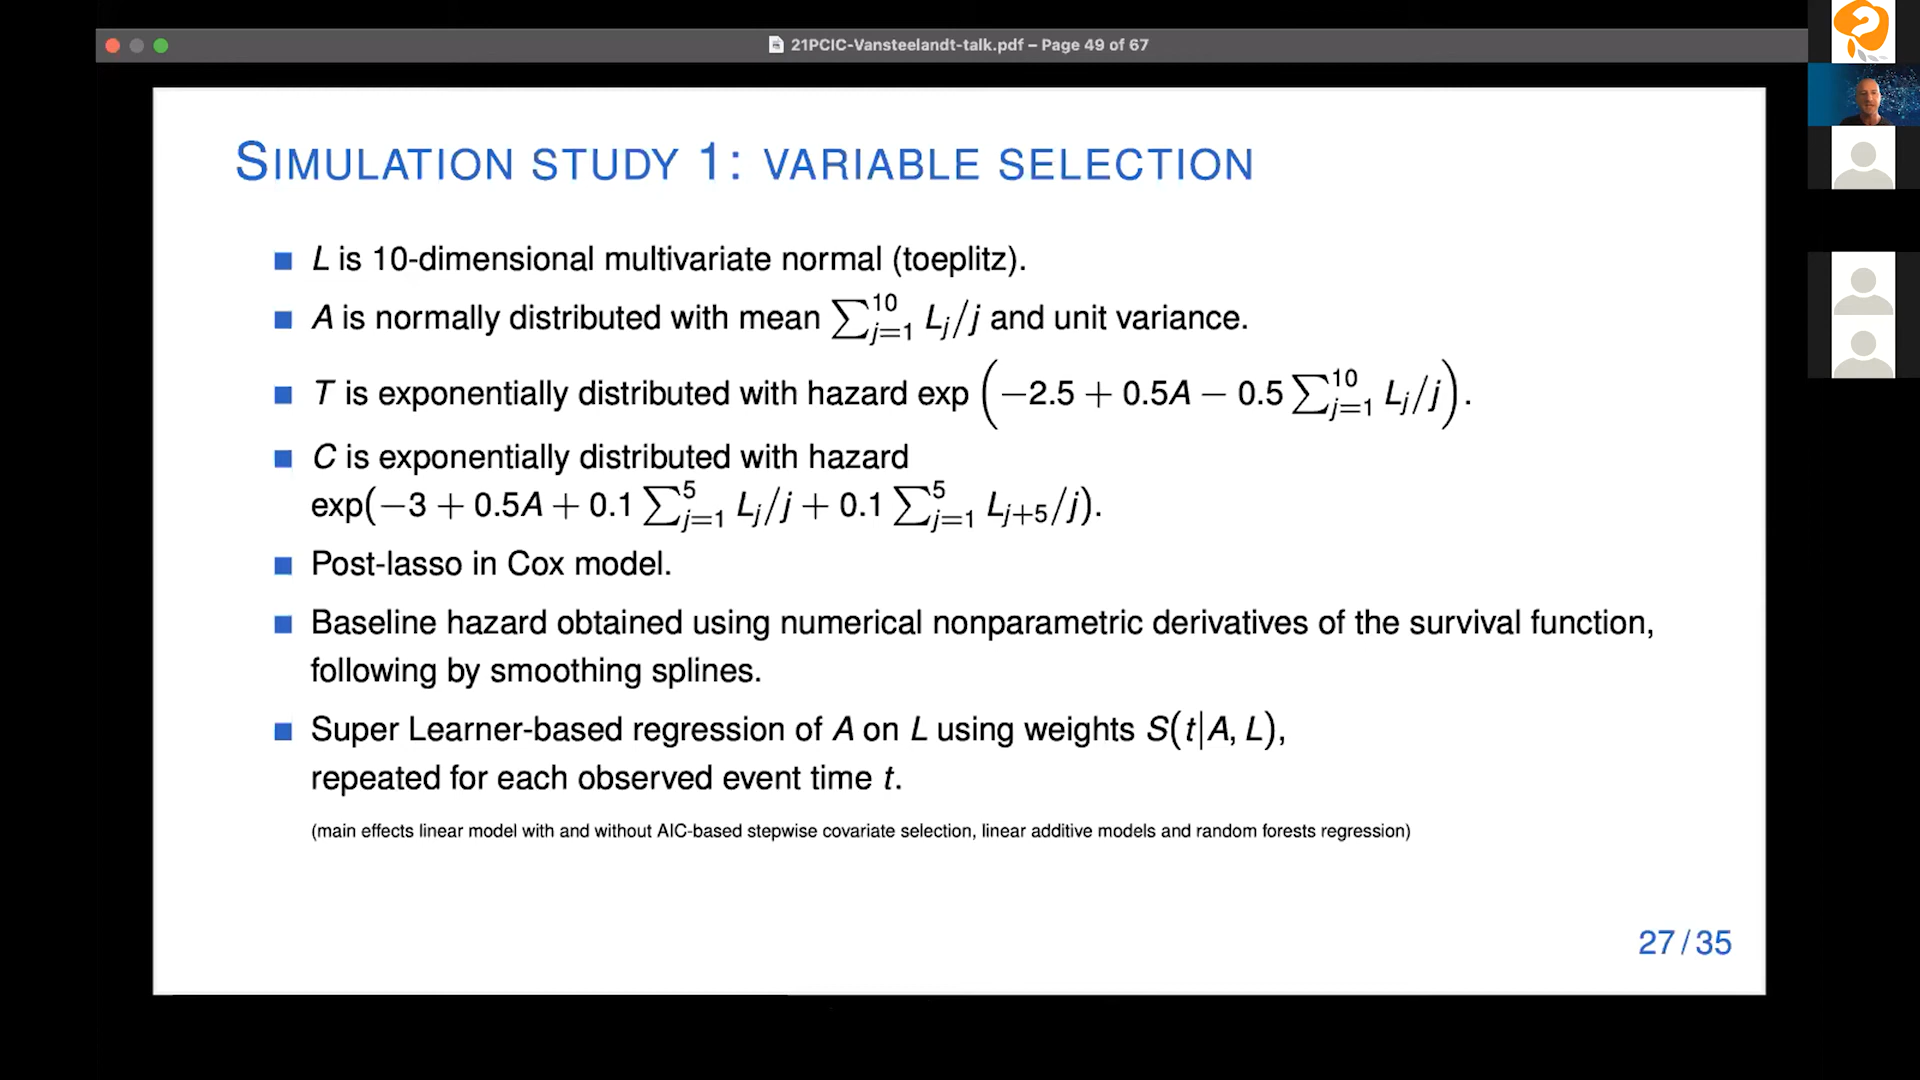 21PCIC-Vansteelandt-talk.pdf – Page 49 of 67
SIMULATION STUDY 1: VARIABLE SELECTION
■ L is 10-dimensional multivariate normal (toeplitz).
■ A is normally distributed with mean ∑_{j=1}^{10} L_j/j and unit variance.
■ T is exponentially distributed with hazard exp(−2.5 + 0.5A − 0.5 ∑_{j=1}^{10} L_j/j).
■ C is exponentially distributed with hazard
exp(−3 + 0.5A + 0.1 ∑_{j=1}^{5} L_j/j + 0.1 ∑_{j=1}^{5} L_{j+5}/j).
■ Post-lasso in Cox model.
■ Baseline hazard obtained using numerical nonparametric derivatives of the survival function,
following by smoothing splines.
■ Super Learner-based regression of A on L using weights S(t|A, L),
repeated for each observed event time t.
(main effects linear model with and without AIC-based stepwise covariate selection, linear additive models and random forests regression)
27/35